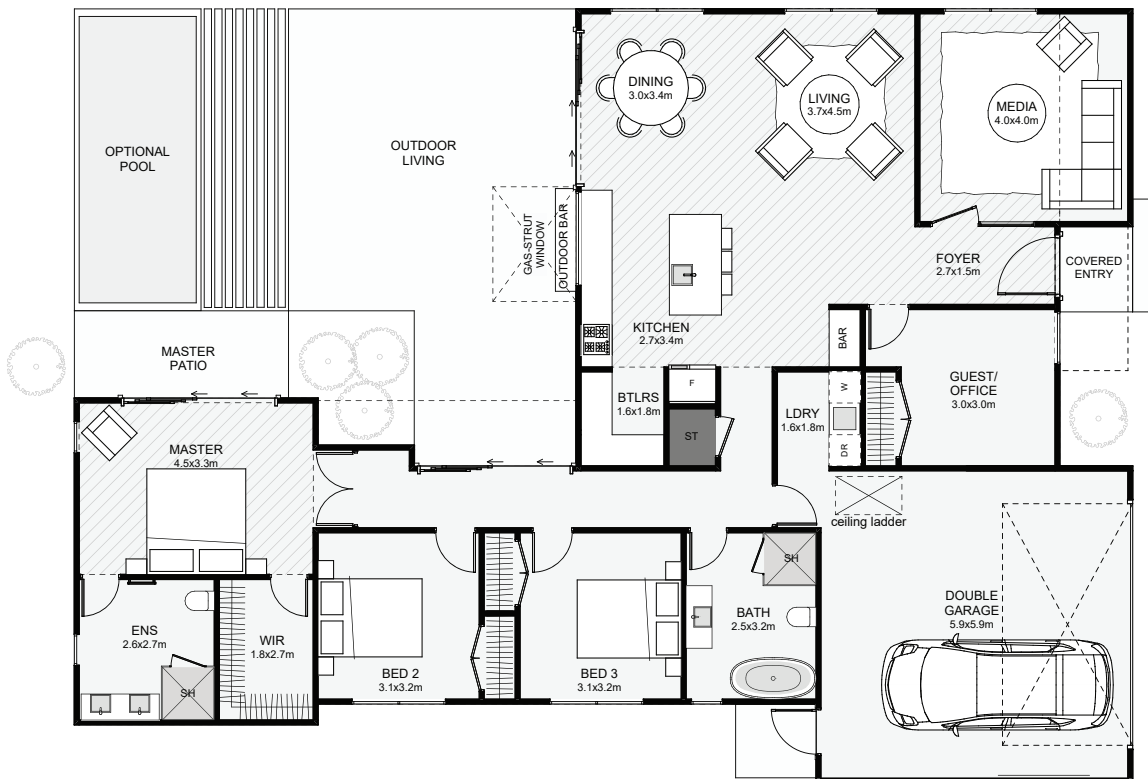 DINING
3.0x3.4m
LIVING
3.7x4.5m
MEDIA
4.0x4.0m
OPTIONAL
POOL
OUTDOOR
LIVING
GAS-STRUT
WINDOW
OUTDOOR BAR
FOYER
2.7x1.5m
COVERED
ENTRY
KITCHEN
2.7x3.4m
BAR
MASTER
PATIO
GUEST/
OFFICE
3.0x3.0m
F
W
BTLRS
1.6x1.8m
LDRY
1.6x1.8m
ST
DR
MASTER
4.5x3.3m
ceiling ladder
SH
DOUBLE
GARAGE
5.9x5.9m
BATH
2.5x3.2m
ENS
2.6x2.7m
WIR
1.8x2.7m
BED 2
3.1x3.2m
BED 3
3.1x3.2m
SH